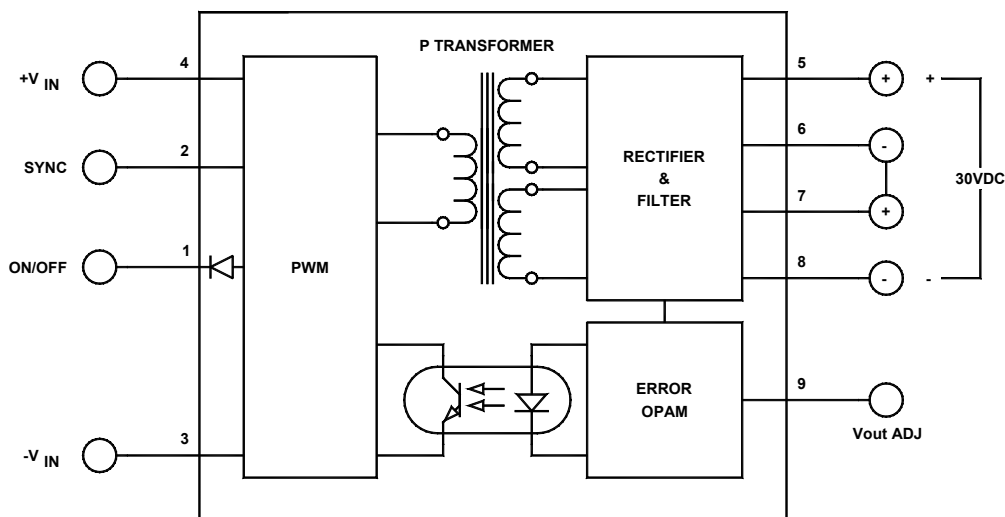 P TRANSFORMER
+V IN
4
SYNC
2
ON/OFF
1
-V IN
3
PWM
RECTIFIER
&
FILTER
ERROR
OPAM
5
+
+
6
-
7
+
8
-
-
30VDC
9
Vout ADJ